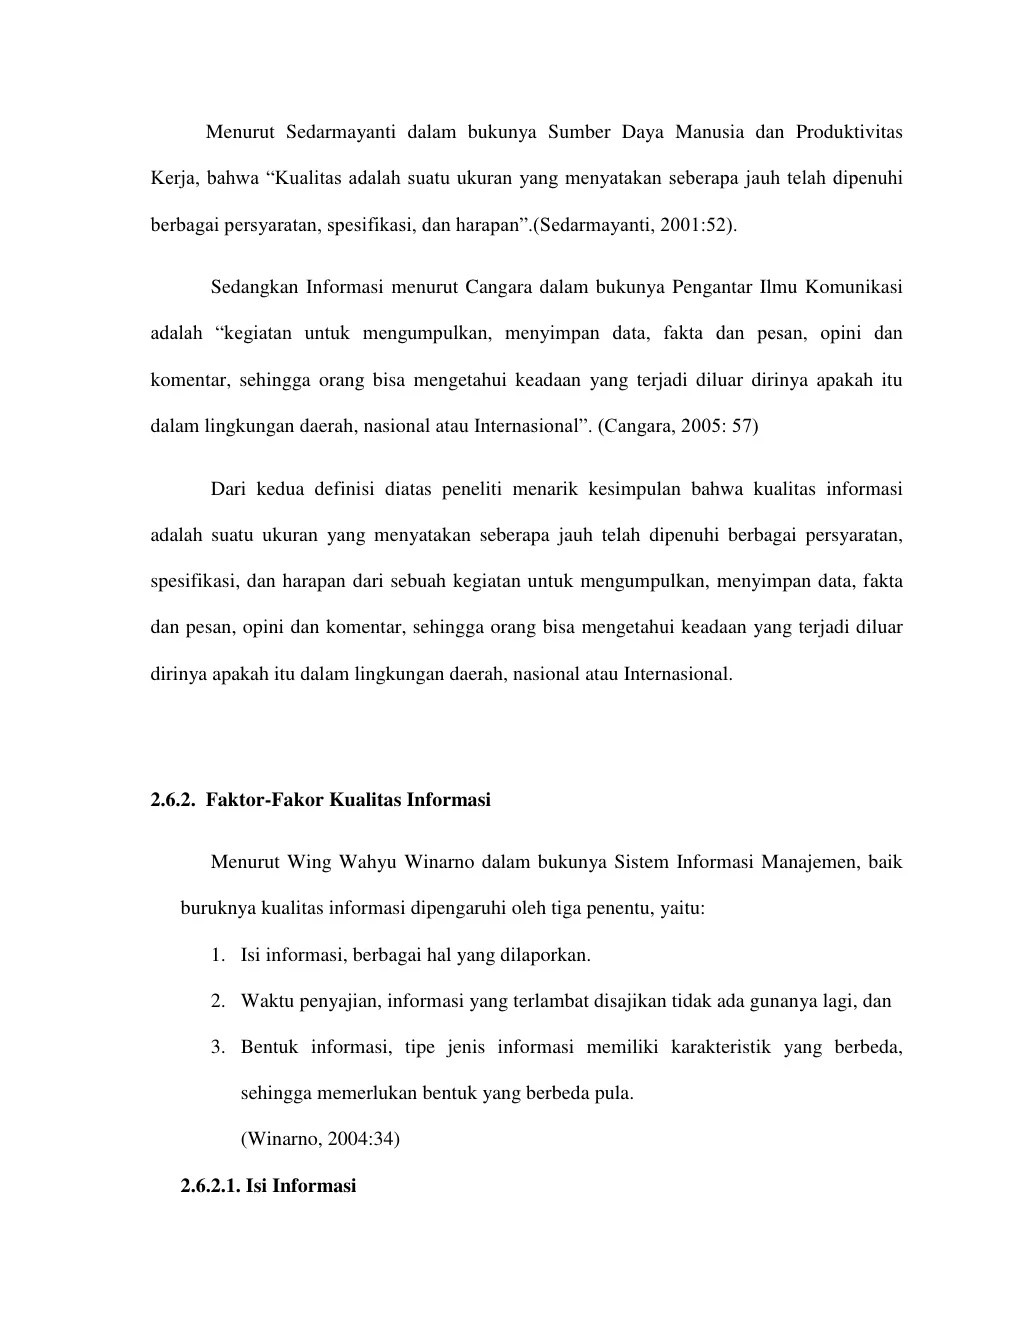 Menurut Sedarmayanti dalam bukunya Sumber Daya Manusia dan Produktivitas
Kerja, bahwa “Kualitas adalah suatu ukuran yang menyatakan seberapa jauh telah dipenuhi
berbagai persyaratan, spesifikasi, dan harapan”.(Sedarmayanti, 2001:52).
Sedangkan Informasi menurut Cangara dalam bukunya Pengantar Ilmu Komunikasi
adalah “kegiatan untuk mengumpulkan, menyimpan data, fakta dan pesan, opini dan
komentar, sehingga orang bisa mengetahui keadaan yang terjadi diluar dirinya apakah itu
dalam lingkungan daerah, nasional atau Internasional”. (Cangara, 2005: 57)
Dari kedua definisi diatas peneliti menarik kesimpulan bahwa kualitas informasi
adalah suatu ukuran yang menyatakan seberapa jauh telah dipenuhi berbagai persyaratan,
spesifikasi, dan harapan dari sebuah kegiatan untuk mengumpulkan, menyimpan data, fakta
dan pesan, opini dan komentar, sehingga orang bisa mengetahui keadaan yang terjadi diluar
dirinya apakah itu dalam lingkungan daerah, nasional atau Internasional.
2.6.2. Faktor-Fakor Kualitas Informasi
Menurut Wing Wahyu Winarno dalam bukunya Sistem Informasi Manajemen, baik
buruknya kualitas informasi dipengaruhi oleh tiga penentu, yaitu:
1. Isi informasi, berbagai hal yang dilaporkan.
2. Waktu penyajian, informasi yang terlambat disajikan tidak ada gunanya lagi, dan
3. Bentuk informasi, tipe jenis informasi memiliki karakteristik yang berbeda,
sehingga memerlukan bentuk yang berbeda pula.
(Winarno, 2004:34)
2.6.2.1. Isi Informasi